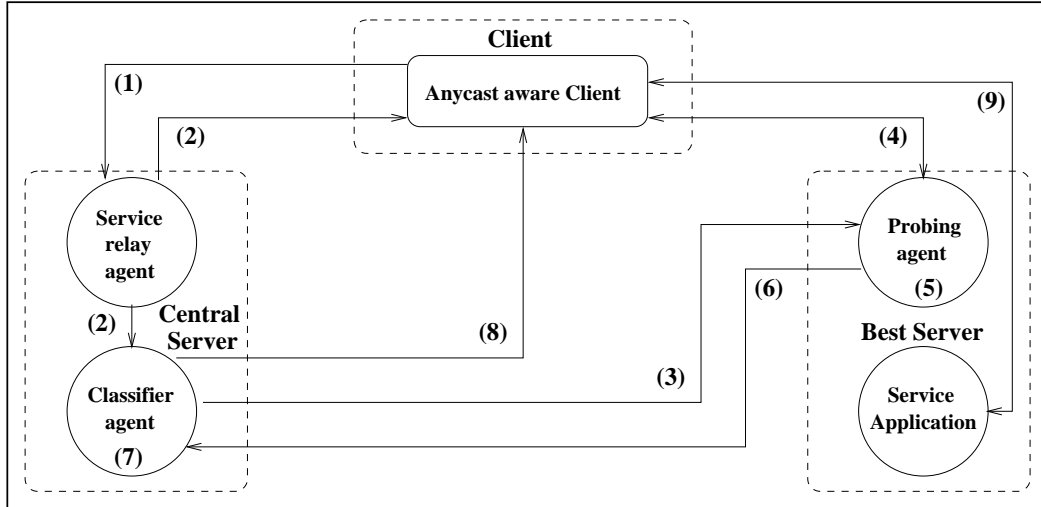 Client
(1)
Anycast aware Client
(9)
(2)
(4)
Service
relay
agent
Probing
agent
(5)
(6)
(2)
Central
Server
(8)
Best Server
(3)
Classifier
agent
(7)
Service
Application